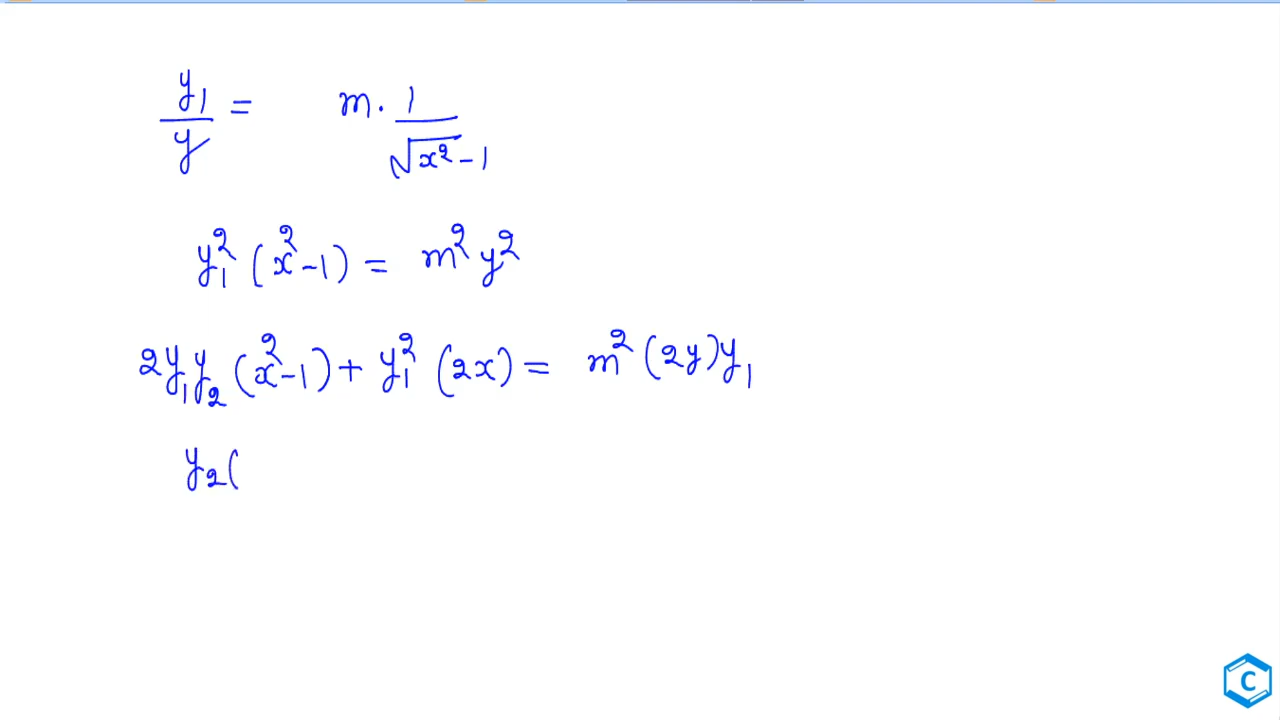 y₁/y = m · 1/√(x²-1)
y₁² (x²-1) = m² y²
2y₁y₂ (x²-1) + y₁² (2x) = m² (2y) y₁
y₂(
C